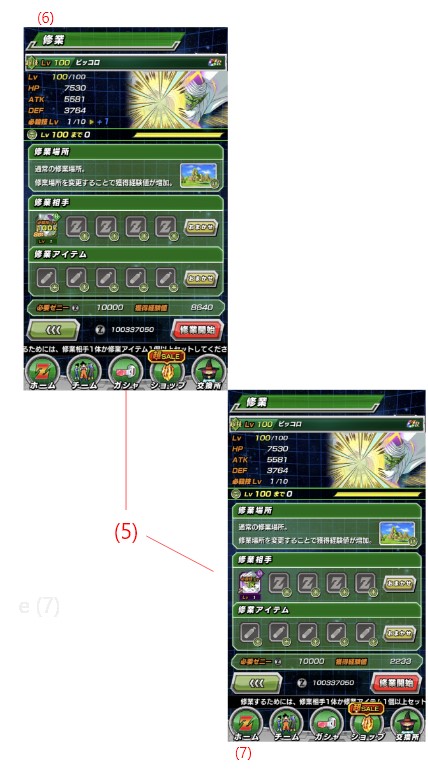 (6)
修業
Lv 100 ピッコロ
Lv 100/100
HP 7530
ATK 5581
DEF 3764
必殺技 Lv 1/10 ▶ +1
Lv 100 まで 0
修業場所
通常の修業場所。
修業場所を変更することで獲得経験値が増加。
修業相手
おまかせ
修業アイテム
おまかせ
必要ゼニー 10000 獲得経験値 8640
100337050 修業開始
るためには、修業相手1体か修業アイテム1個以上セットしてくださ
SALE
ホーム チーム ガシャ ショップ 交換所
(5)
e (7)
修業
Lv 100 ピッコロ
Lv 100/100
HP 7530
ATK 5581
DEF 3764
必殺技 Lv 1/10
Lv 100 まで 0
修業場所
通常の修業場所。
修業場所を変更することで獲得経験値が増加。
修業相手
おまかせ
修業アイテム
おまかせ
必要ゼニー 10000 獲得経験値 2233
100337050 修業開始
修業するためには、修業相手1体か修業アイテム1個以上セット
SALE
ホーム チーム ガシャ ショップ 交換所
(7)